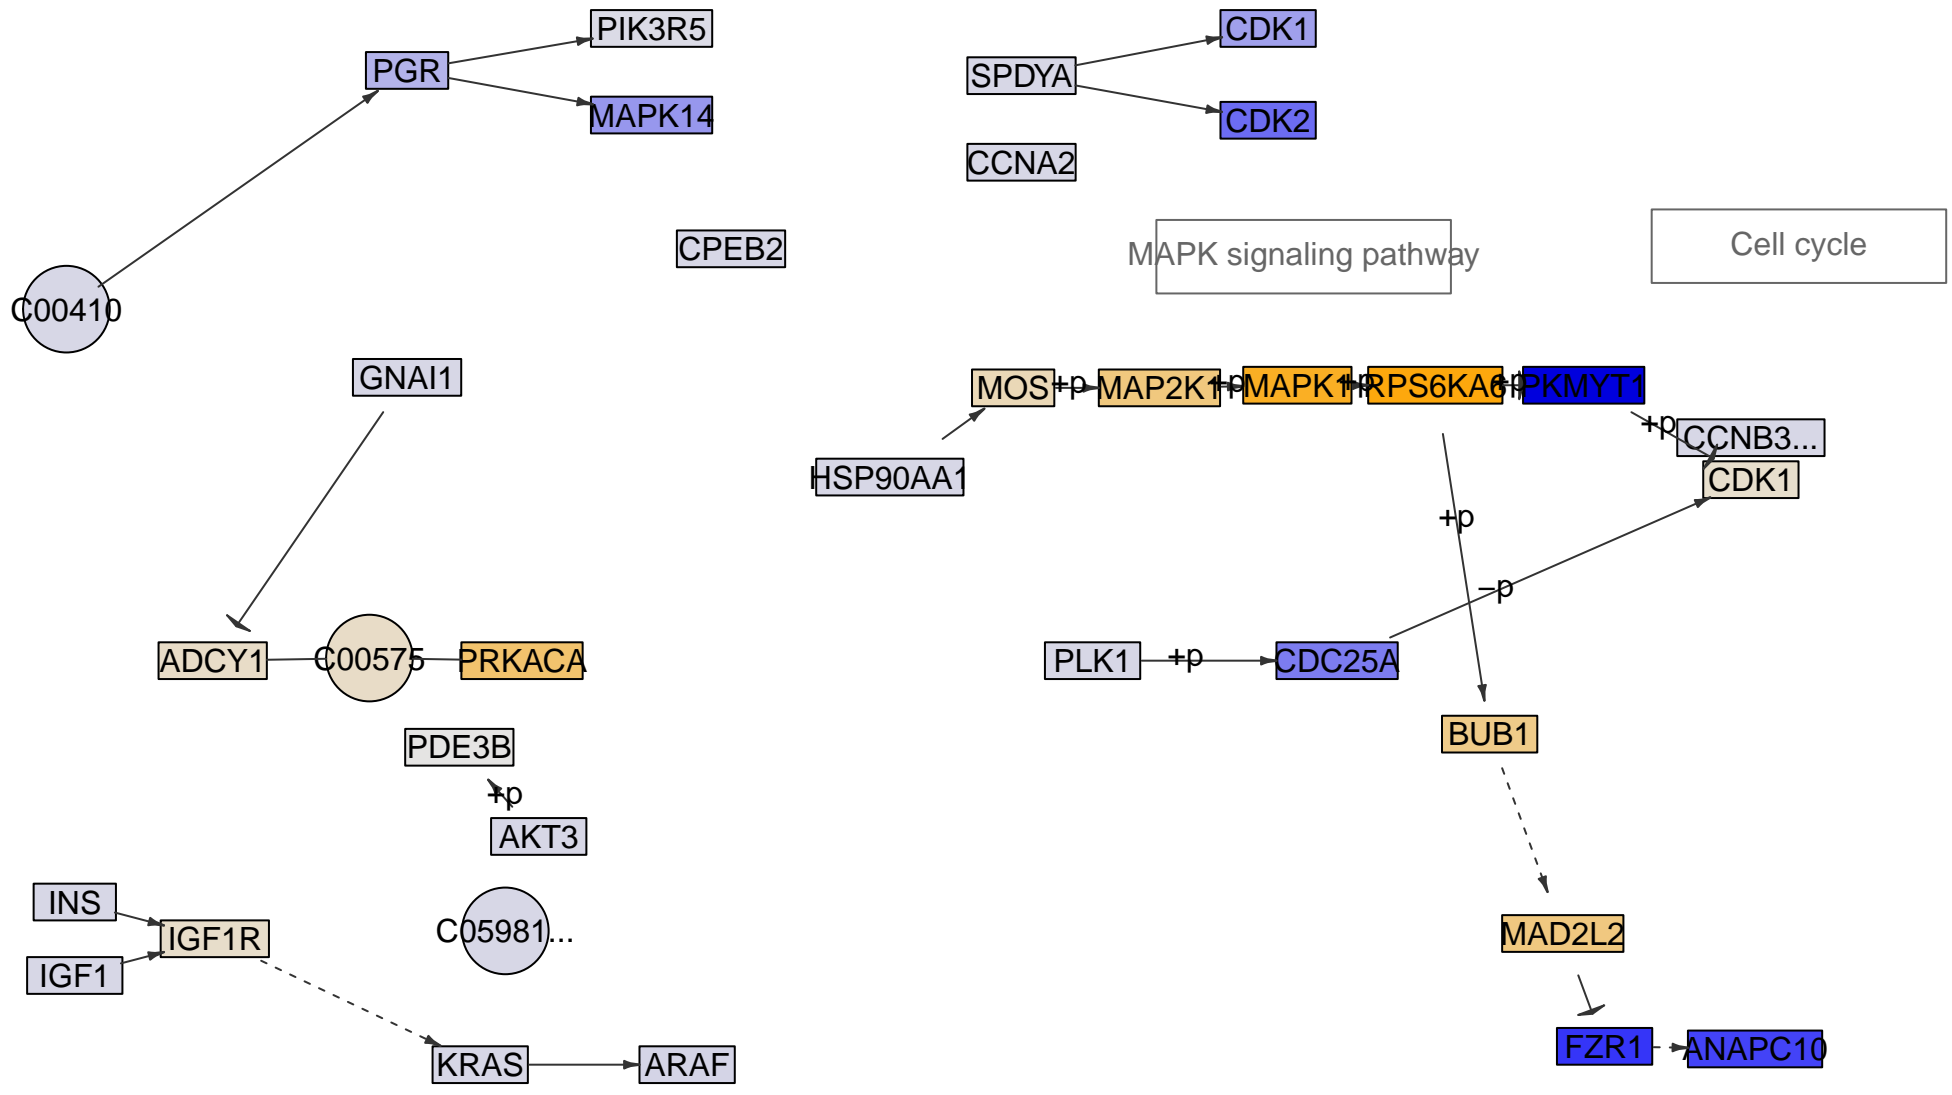 PIK3R5
CDK1
PGR
SPDYA
MAPK14
CDK2
CCNA2
CPEB2
MAPK signaling pathway
Cell cycle
C00410
GNAI1
MOS
+p
MAP2K1
+p
MAPK1
+p
RPS6KA6
+p
PKMYT1
+p
CCNB3...
HSP90AA1
CDK1
+p
−p
ADCY1
C00575
PRKACA
PLK1
+p
CDC25A
BUB1
PDE3B
+p
AKT3
INS
IGF1R
C05981...
MAD2L2
IGF1
KRAS
ARAF
FZR1
ANAPC10